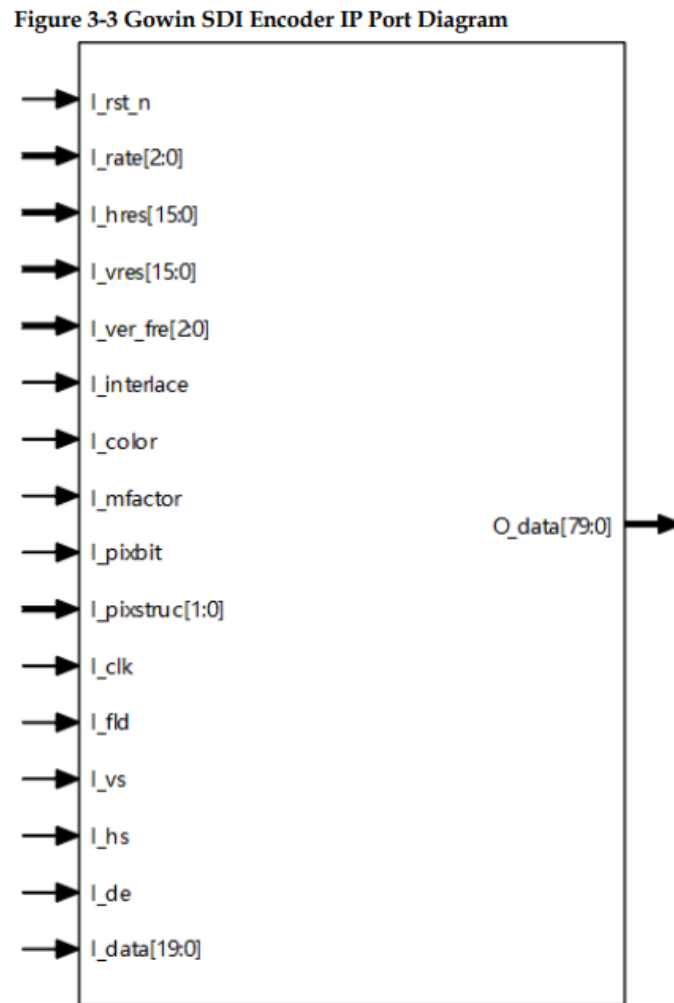 Figure 3-3 Gowin SDI Encoder IP Port Diagram
I_rst_n
I_rate[2:0]
I_hres[15:0]
I_vres[15:0]
I_ver_fre[2:0]
I_interlace
I_color
I_mfactor
I_pixbit
O_data[79:0]
I_pixstruc[1:0]
I_clk
I_fld
I_vs
I_hs
I_de
I_data[19:0]